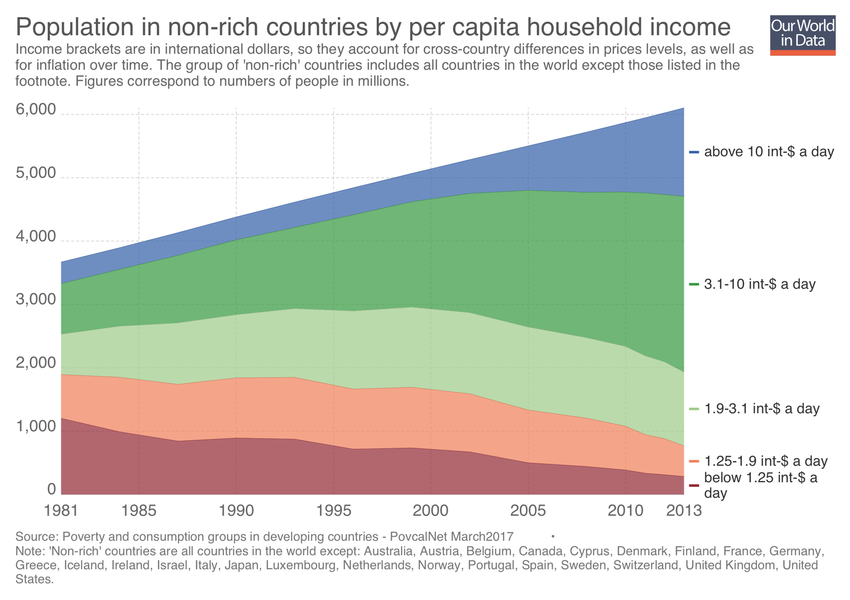 Population in non-rich countries by per capita household income
Our World
in Data
Income brackets are in international dollars, so they account for cross-country differences in prices levels, as well as
for inflation over time. The group of 'non-rich' countries includes all countries in the world except those listed in the
footnote. Figures correspond to numbers of people in millions.
6,000
5,000
4,000
3,000
2,000
1,000
0
above 10 int-$ a day
3.1-10 int-$ a day
1.9-3.1 int-$ a day
1.25-1.9 int-$ a day
below 1.25 int-$ a
day
1981 1985 1990 1995 2000 2005 2010 2013
Source: Poverty and consumption groups in developing countries - PovcalNet March2017 •
Note: 'Non-rich' countries are all countries in the world except: Australia, Austria, Belgium, Canada, Cyprus, Denmark, Finland, France, Germany,
Greece, Iceland, Ireland, Israel, Italy, Japan, Luxembourg, Netherlands, Norway, Portugal, Spain, Sweden, Switzerland, United Kingdom, United
States.